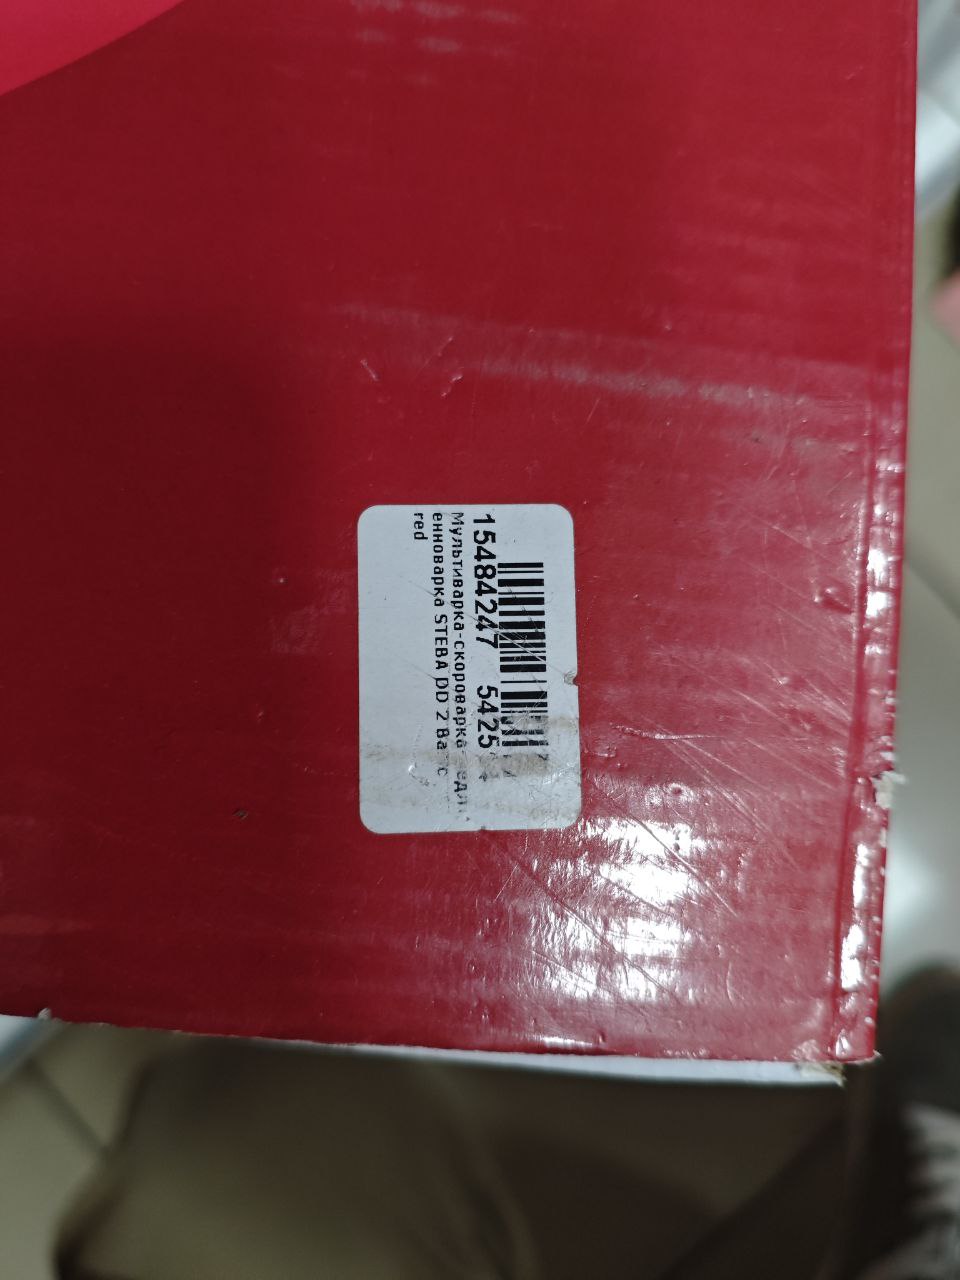 15484247 5425
Мультиварка-скороварка-
енноварка STEBA DD 2
red